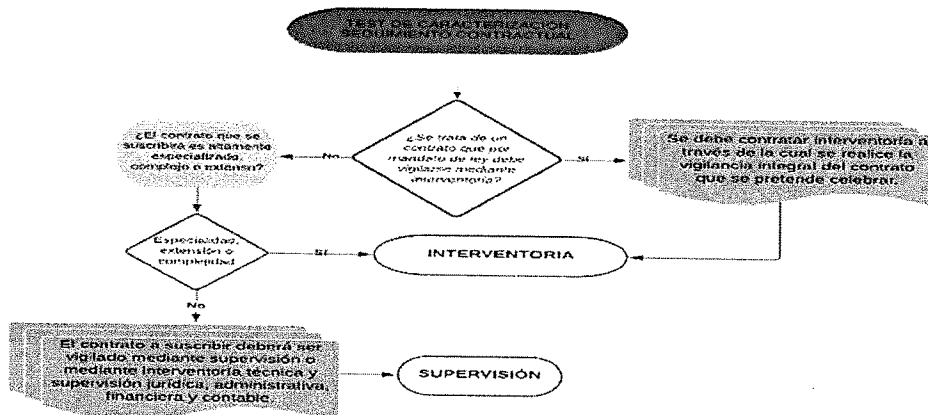 TEST DE CARACTERIZACIÓN
SEGUIMIENTO CONTRACTUAL
¿El contrato que se
suscribirá es altamente
especializado,
complejo o extenso?
No
¿Se trata de un
contrato que por
mandato de ley debe
vigilarse mediante
interventoría?
Sí
Se debe contratar interventoría a
través de la cual se realice la
vigilancia integral del contrato
que se pretende celebrar.
Especialidad,
extensión o
complejidad
Sí
INTERVENTORIA
No
El contrato a suscribir deberá ser
vigilado mediante supervisión o
mediante interventoría técnica y
supervisión jurídica, administrativa,
financiera y contable.
SUPERVISIÓN